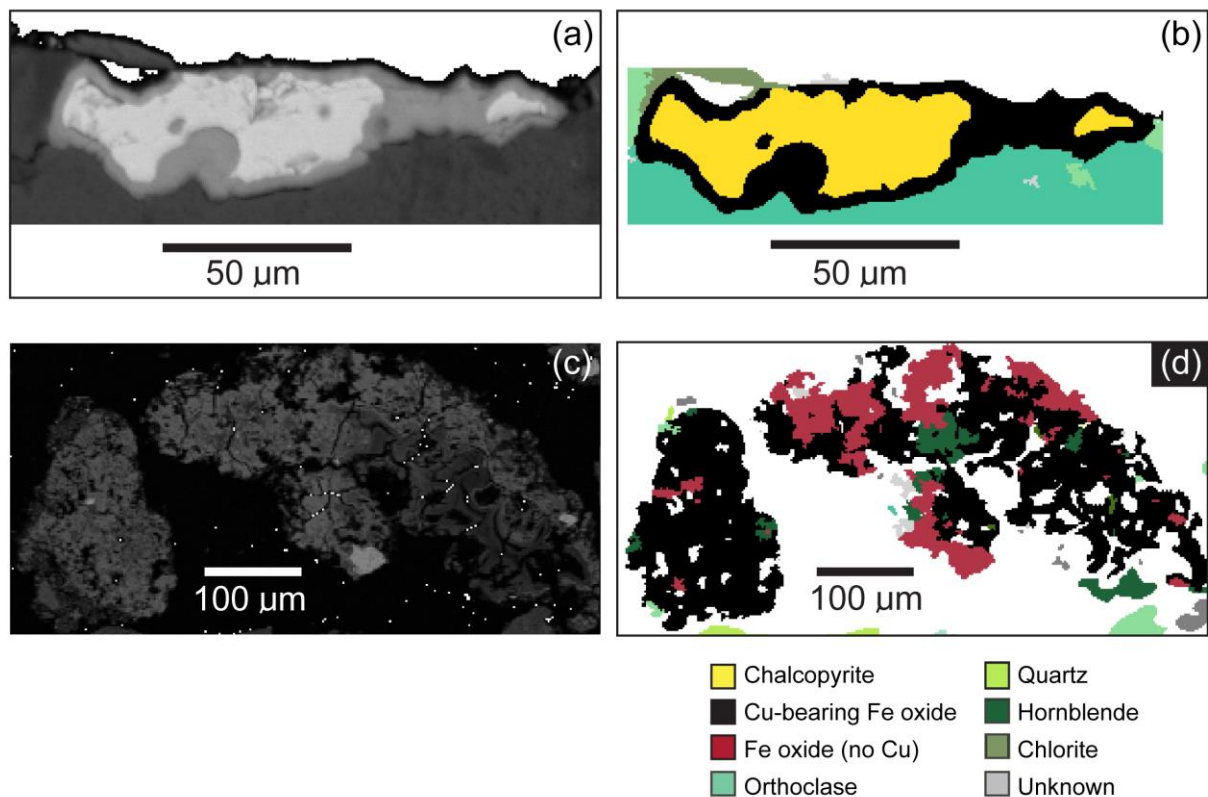 (a)
(b)
50 µm
50 µm
(c)
(d)
100 µm
100 µm
Chalcopyrite
Quartz
Cu-bearing Fe oxide
Hornblende
Fe oxide (no Cu)
Chlorite
Orthoclase
Unknown